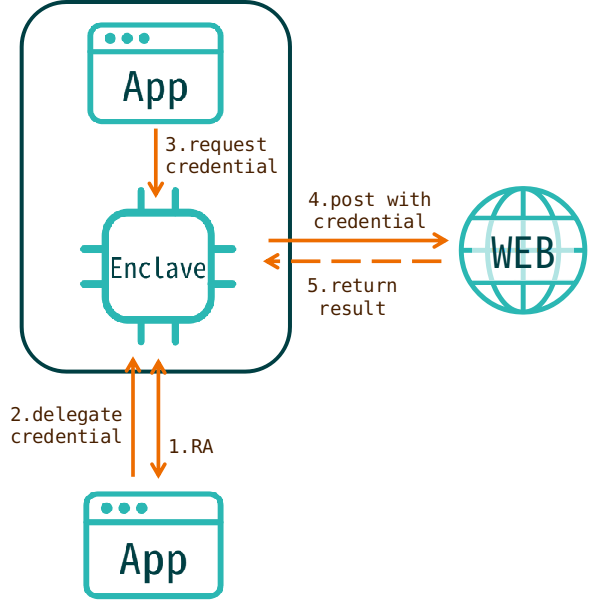 App
3.request
credential
4.post with
credential
Enclave
WEB
5.return
result
2.delegate
credential
1.RA
App